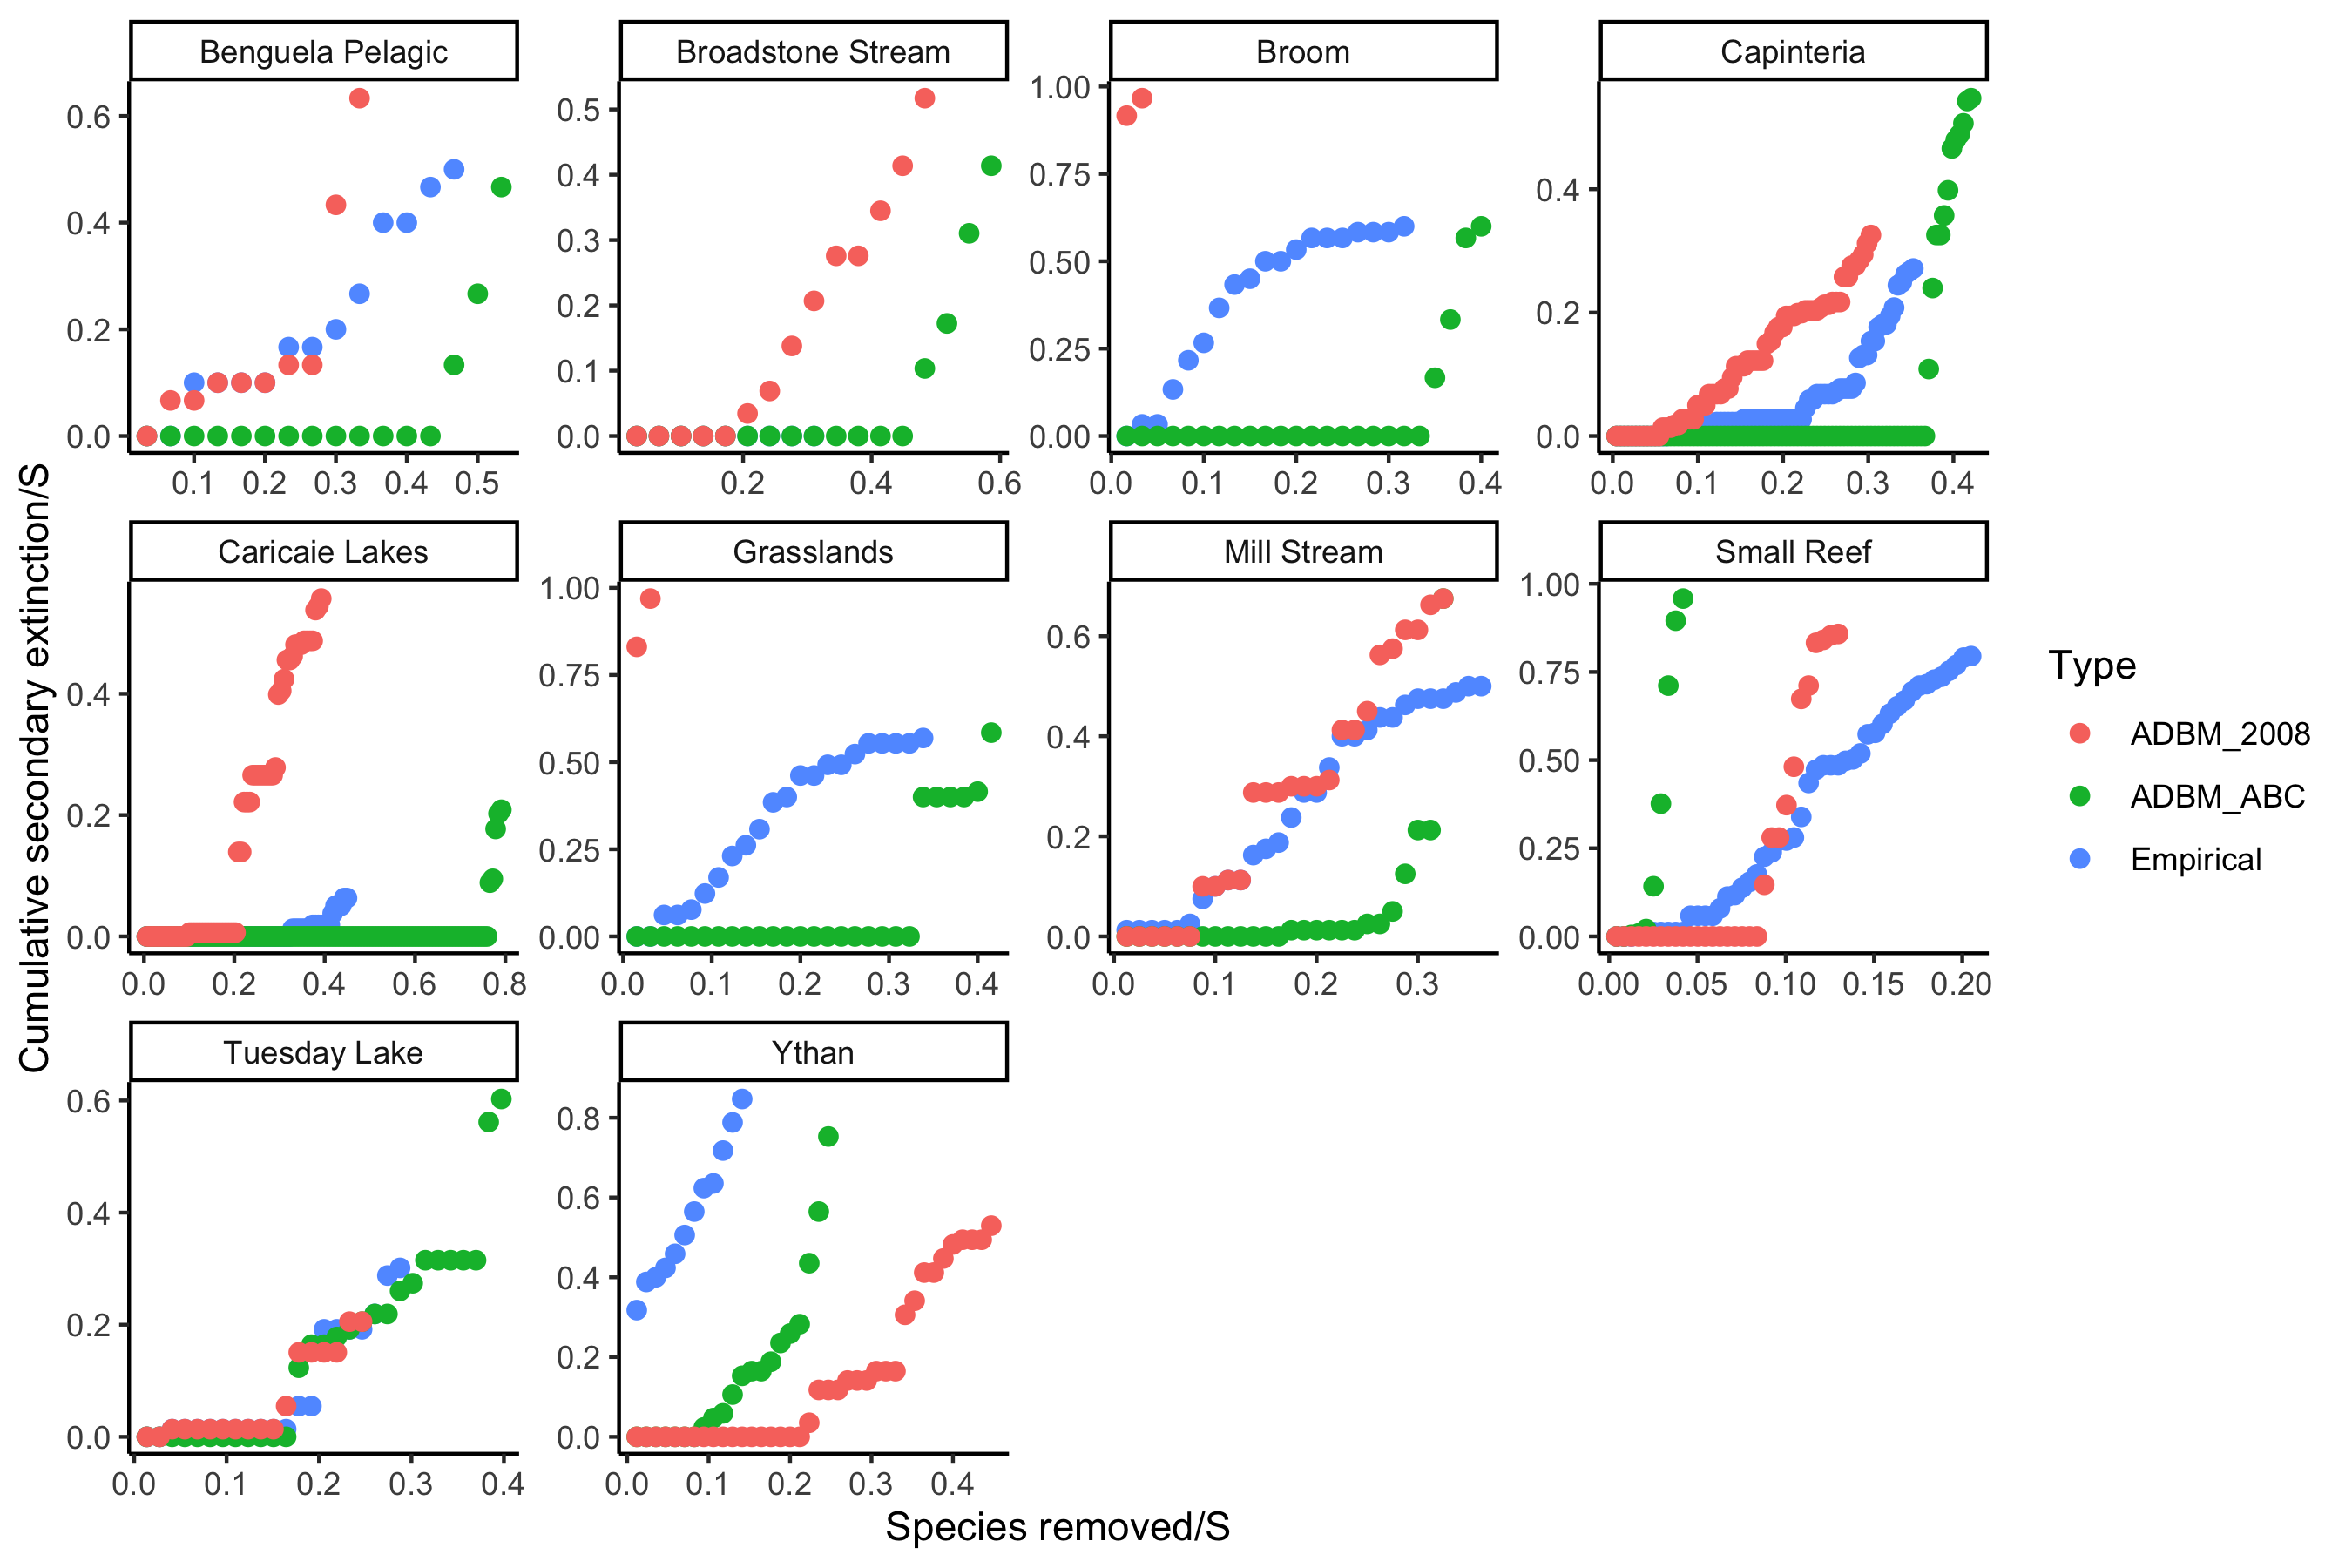 Benguela Pelagic Broadstone Stream Broom Capinteria
0.6
0.4
0.2
0.0
0.1 0.2 0.3 0.4 0.5
0.5
0.4
0.3
0.2
0.1
0.0
0.2 0.4 0.6
1.00
0.75
0.50
0.25
0.00
0.0 0.1 0.2 0.3 0.4
0.4
0.2
0.0
0.0 0.1 0.2 0.3 0.4
Cumulative secondary extinction/S
Caricaie Lakes Grasslands Mill Stream Small Reef
0.4
0.2
0.0
0.0 0.2 0.4 0.6 0.8
1.00
0.75
0.50
0.25
0.00
0.0 0.1 0.2 0.3 0.4
0.6
0.4
0.2
0.0
0.0 0.1 0.2 0.3
1.00
0.75
0.50
0.25
0.00
0.00 0.05 0.10 0.15 0.20
Type
ADBM_2008
ADBM_ABC
Empirical
Tuesday Lake Ythan
0.6
0.4
0.2
0.0
0.0 0.1 0.2 0.3 0.4
0.8
0.6
0.4
0.2
0.0
0.0 0.1 0.2 0.3 0.4
Species removed/S